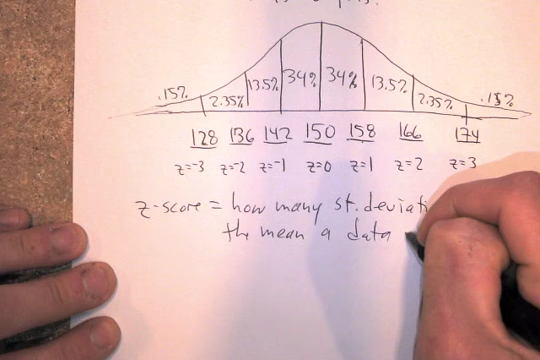 .15% 2.35% 13.5% 34% 34% 13.5% 2.35% .15%
128 136 142 150 158 166 174
z=-3 z=-2 z=-1 z=0 z=1 z=2 z=3
z-score = how many st. deviati
the mean a data